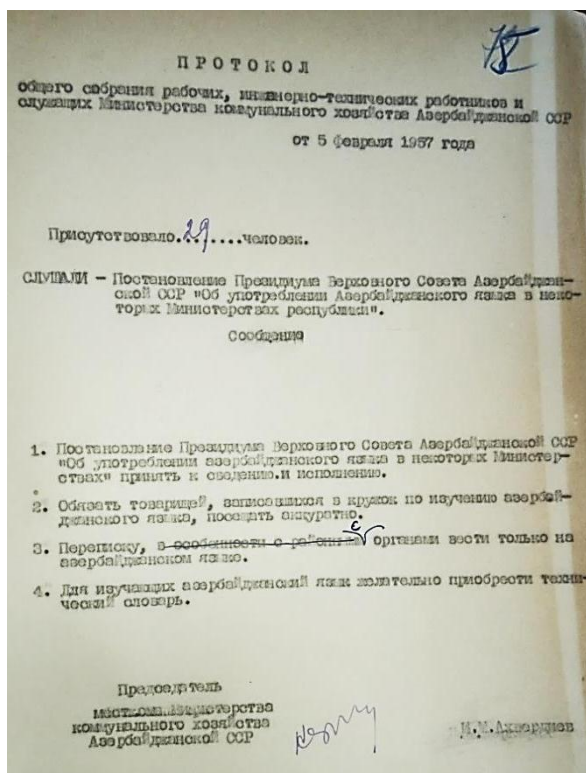 78
ПРОТОКОЛ
общего собрания рабочих, инженерно-технических работников и
служащих Министерства коммунального хозяйства Азербайджанской ССР
от 5 февраля 1957 года
Присутствовало.29....человек.
СЛУШАЛИ - Постановление Президиума Верховного Совета Азербайджан-
ской ССР "Об употреблении Азербайджанского языка в неко-
торых Министерствах республики".
Сообщение
1. Постановление Президиума Верховного Совета Азербайджанской ССР
"Об употреблении азербайджанского языка в некоторых Министер-
ствах" принять к сведению.и исполнению.
2. Обязать товарищей, записавшихся в кружок по изучению азербай-
джанского языка, посещать аккуратно.
с
3. Переписку, в особенности с районными органами вести только на
азербайджанском языке.
4. Для изучающих азербайджанский язык желательно приобрести техни-
ческий словарь.
Председатель
месткома Министерства
коммунального хозяйства
Азербайджанской ССР
М.Ахвердиев